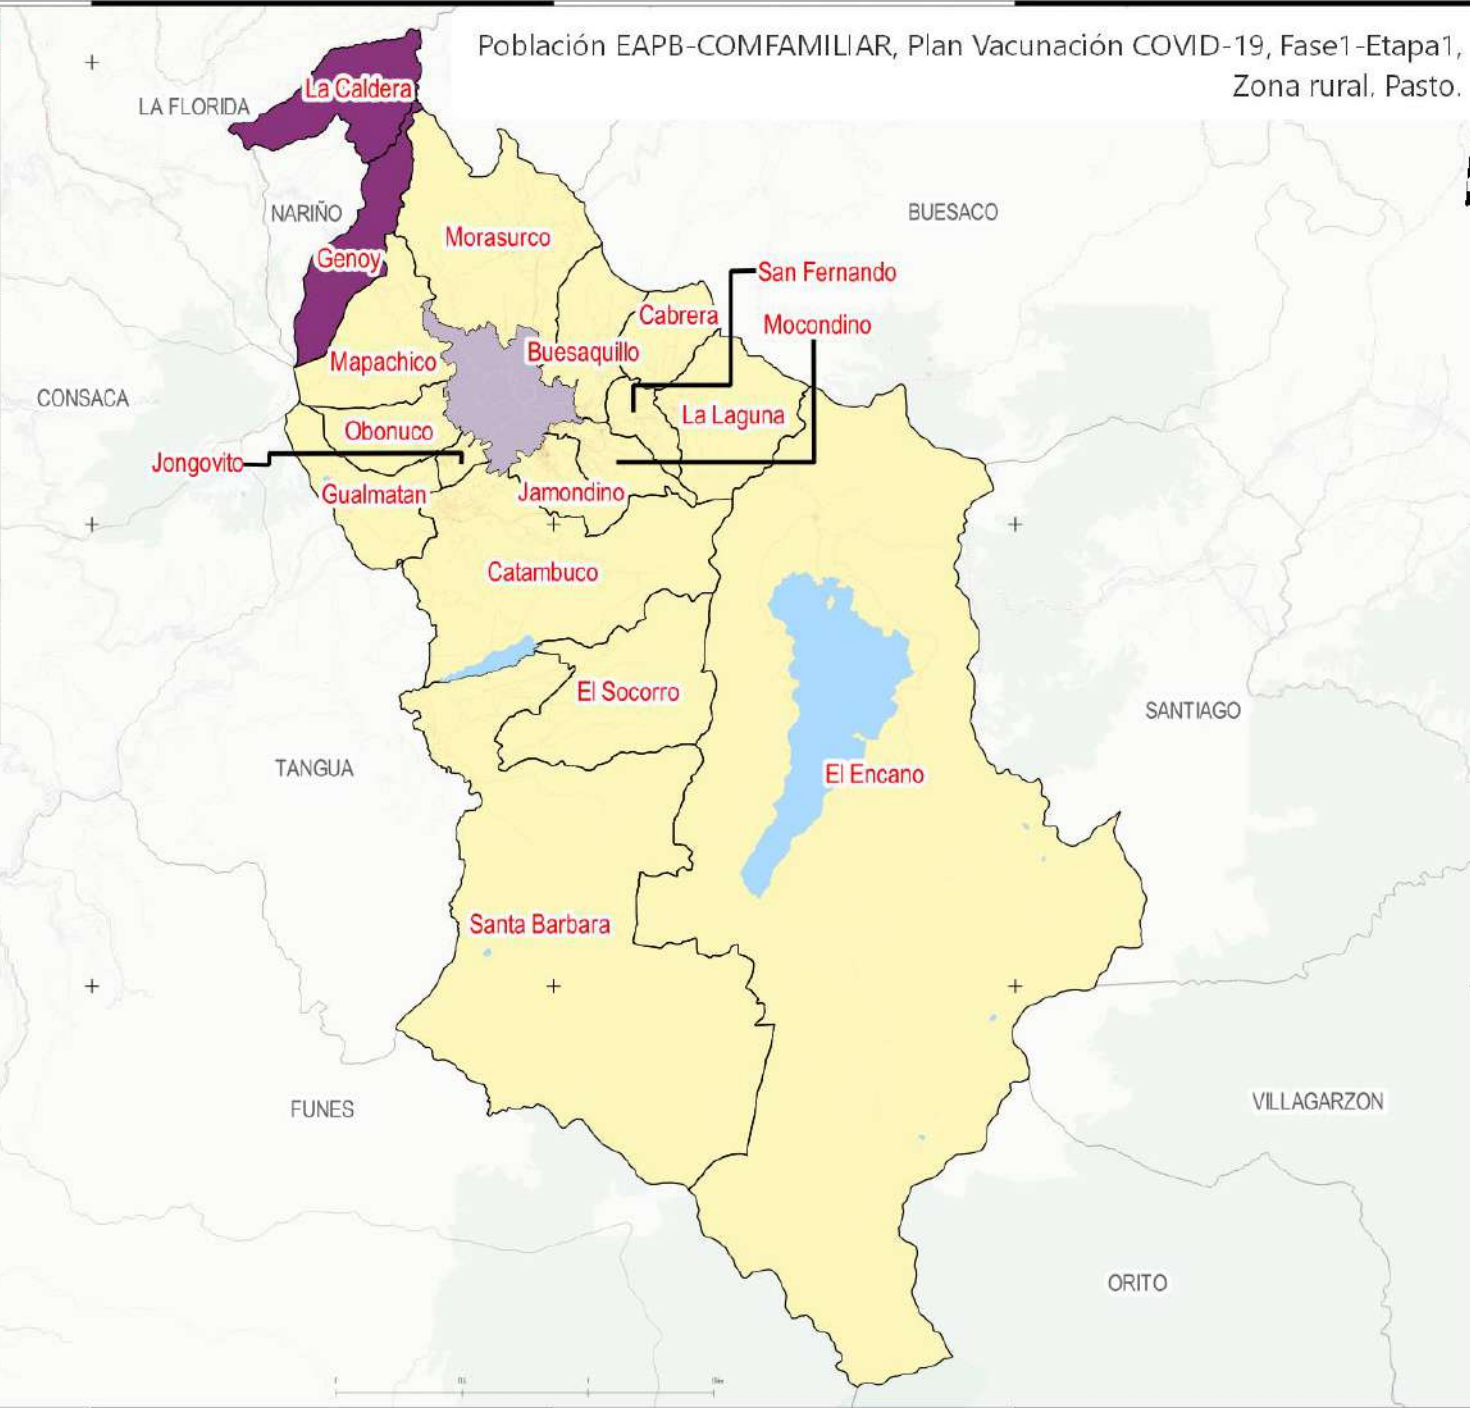 Población EAPB-COMFAMILIAR, Plan Vacunación COVID-19, Fase1-Etapa1,
Zona rural, Pasto.
La Caldera
LA FLORIDA
NARIÑO
BUESACO
Morasurco
Genoy
San Fernando
Cabrera
Mocondino
Buesaquillo
Mapachico
CONSACA
La Laguna
Obonuco
Jongovito
Gualmatan
Jamondino
Catambuco
El Socorro
SANTIAGO
TANGUA
El Encano
Santa Barbara
FUNES
VILLAGARZON
ORITO